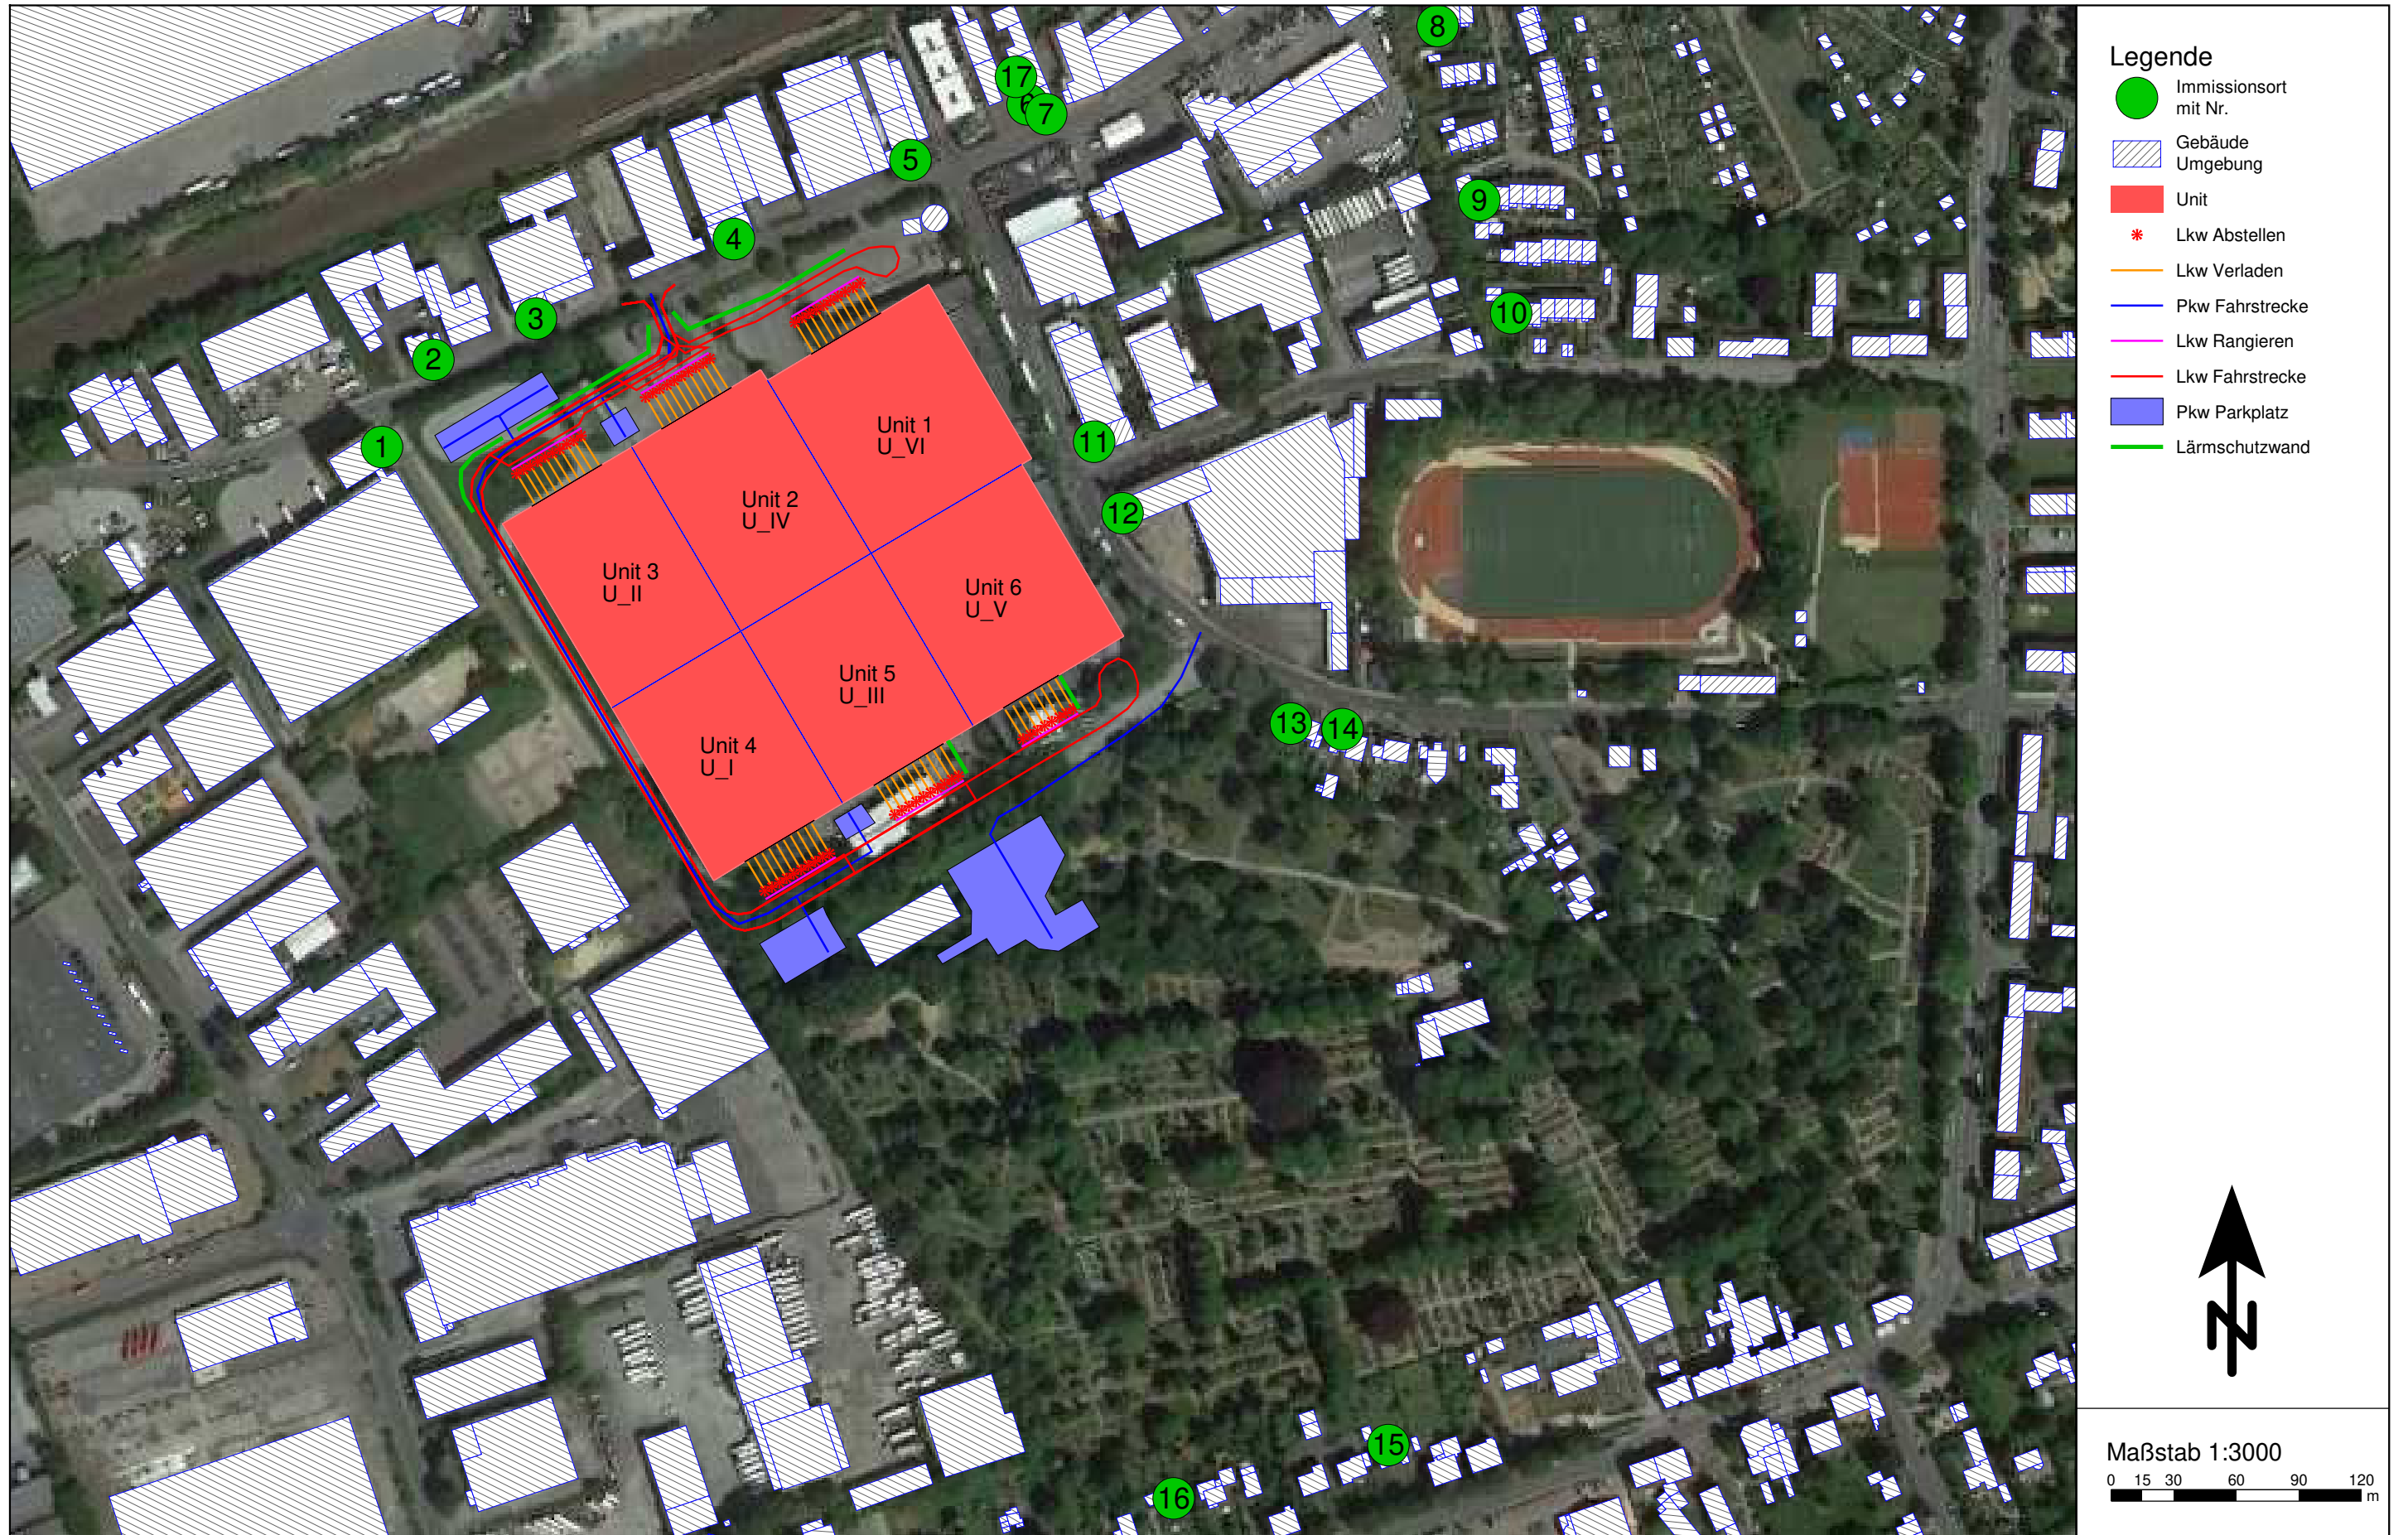 8
17
6
7
5
9
4
3
10
2
11
1
12
Unit 1
U_VI
Unit 2
U_IV
Unit 3
U_II
Unit 6
U_V
Unit 5
U_III
Unit 4
U_I
13
14
15
16
Legende
Immissionsort
mit Nr.
Gebäude
Umgebung
Unit
Lkw Abstellen
Lkw Verladen
Pkw Fahrstrecke
Lkw Rangieren
Lkw Fahrstrecke
Pkw Parkplatz
Lärmschutzwand
N
Maßstab 1:3000
0 15 30 60 90 120
m